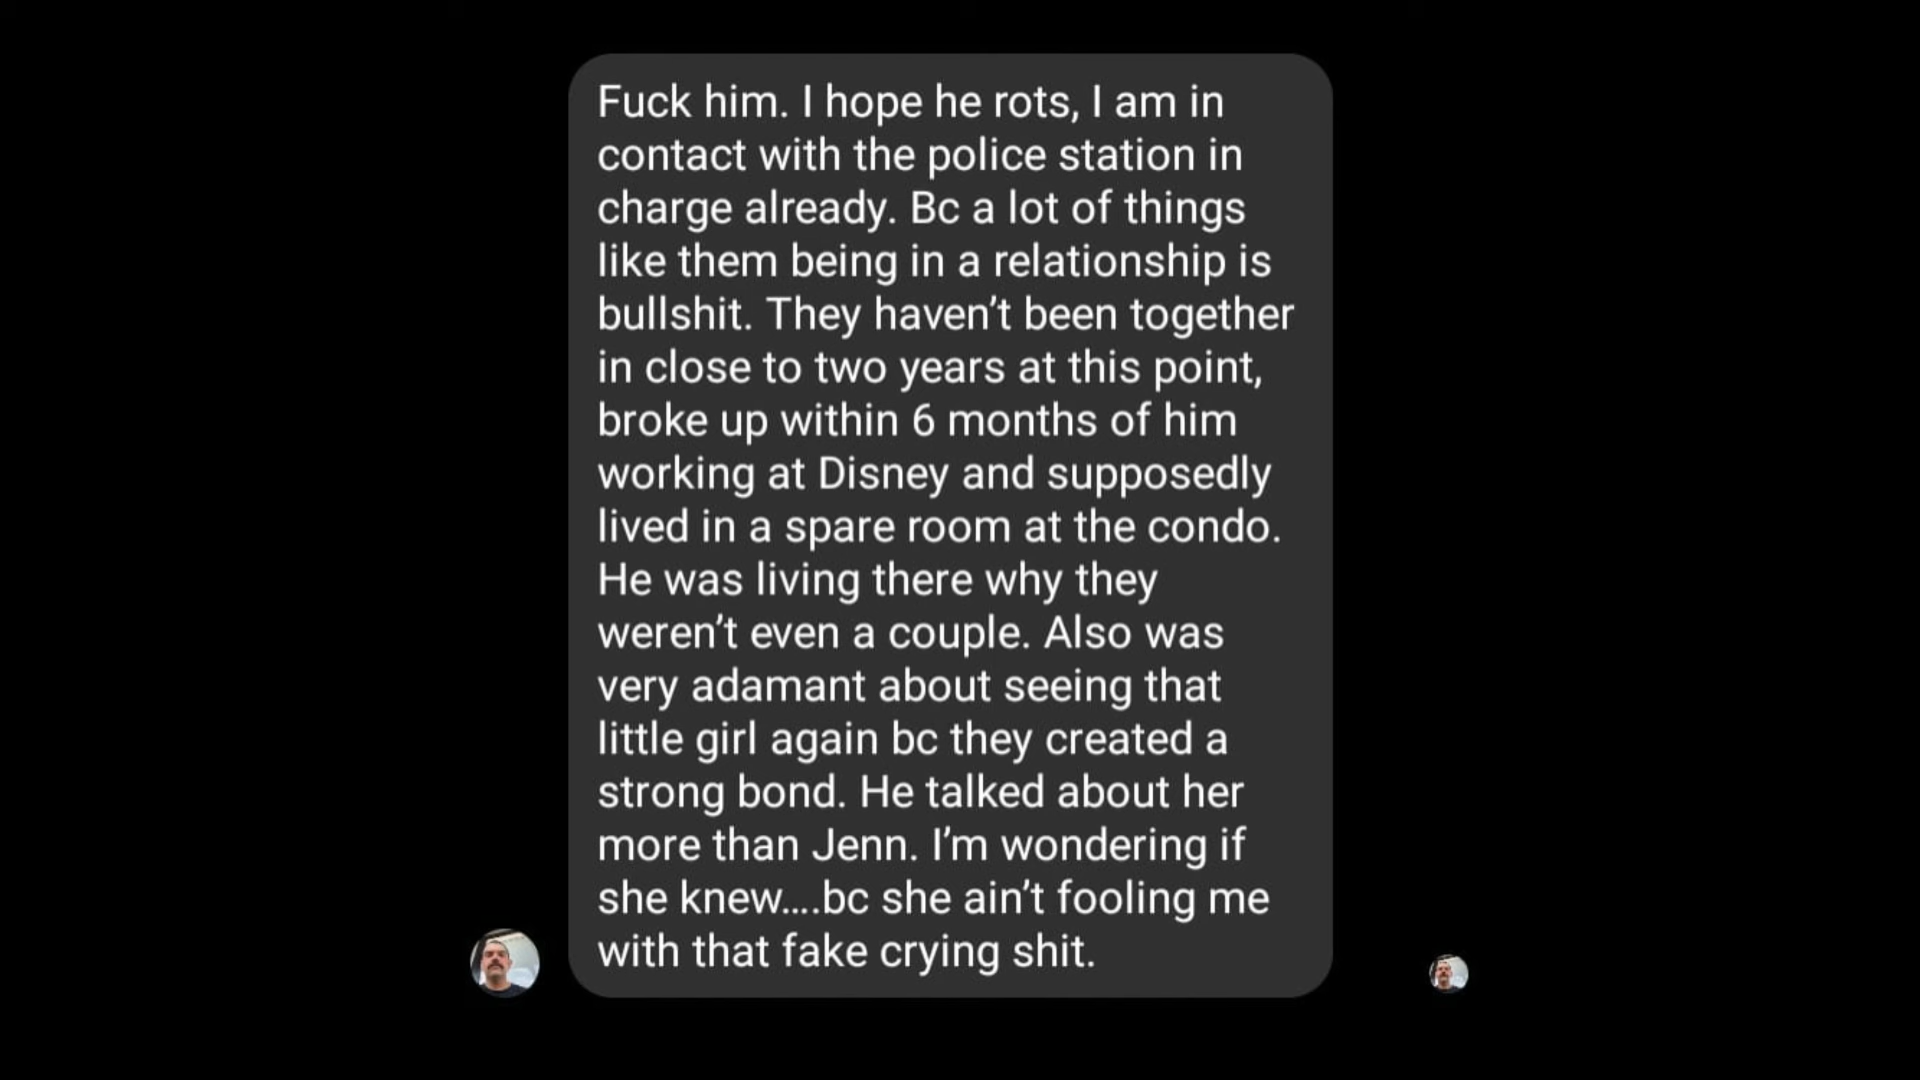 Fuck him. I hope he rots, I am in
contact with the police station in
charge already. Bc a lot of things
like them being in a relationship is
bullshit. They haven’t been together
in close to two years at this point,
broke up within 6 months of him
working at Disney and supposedly
lived in a spare room at the condo.
He was living there why they
weren’t even a couple. Also was
very adamant about seeing that
little girl again bc they created a
strong bond. He talked about her
more than Jenn. I’m wondering if
she knew....bc she ain’t fooling me
with that fake crying shit.